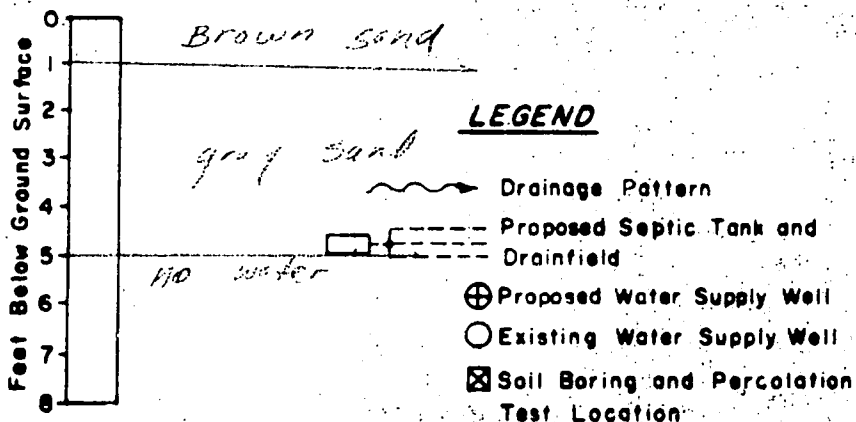 Feet Below Ground Surface
0
1
2
3
4
5
6
7
8
Brown sand
gray sand
no water
LEGEND
Drainage Pattern
Proposed Septic Tank and
Drainfield
Proposed Water Supply Well
Existing Water Supply Well
Soil Boring and Percolation
Test Location